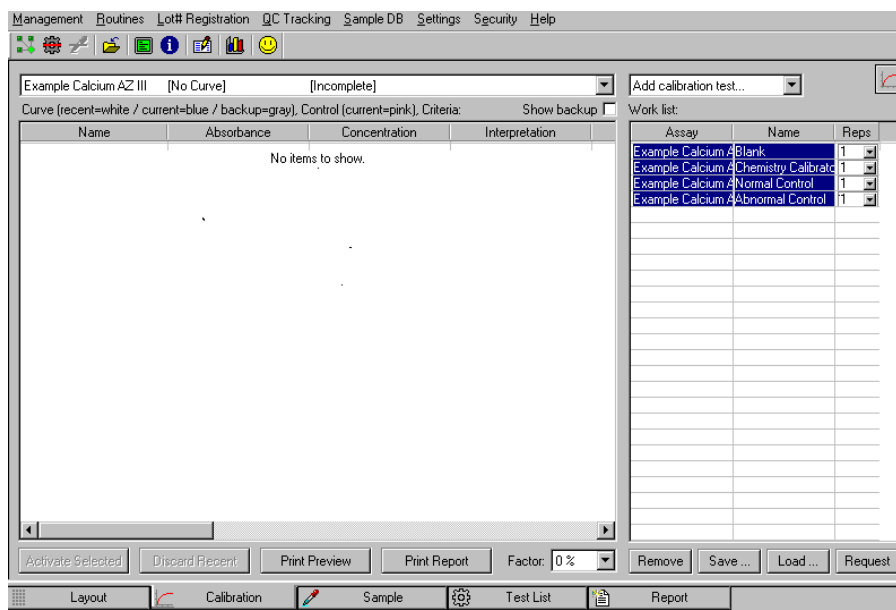 Management Routines Lot# Registration QC Tracking Sample DB Settings Security Help
Example Calcium AZ III [No Curve] [Incomplete]
Add calibration test...
Curve (recent=white / current=blue / backup=gray), Control (current=pink), Criteria: Show backup
Work list:
Name Absorbance Concentration Interpretation
Assay Name Reps
No items to show.
Example Calcium A Blank 1
Example Calcium A Chemistry Calibrato 1
Example Calcium A Normal Control 1
Example Calcium A Abnormal Control 1
Activate Selected Discard Recent Print Preview Print Report Factor: 0 %
Remove Save ... Load ... Request
Layout Calibration Sample Test List Report